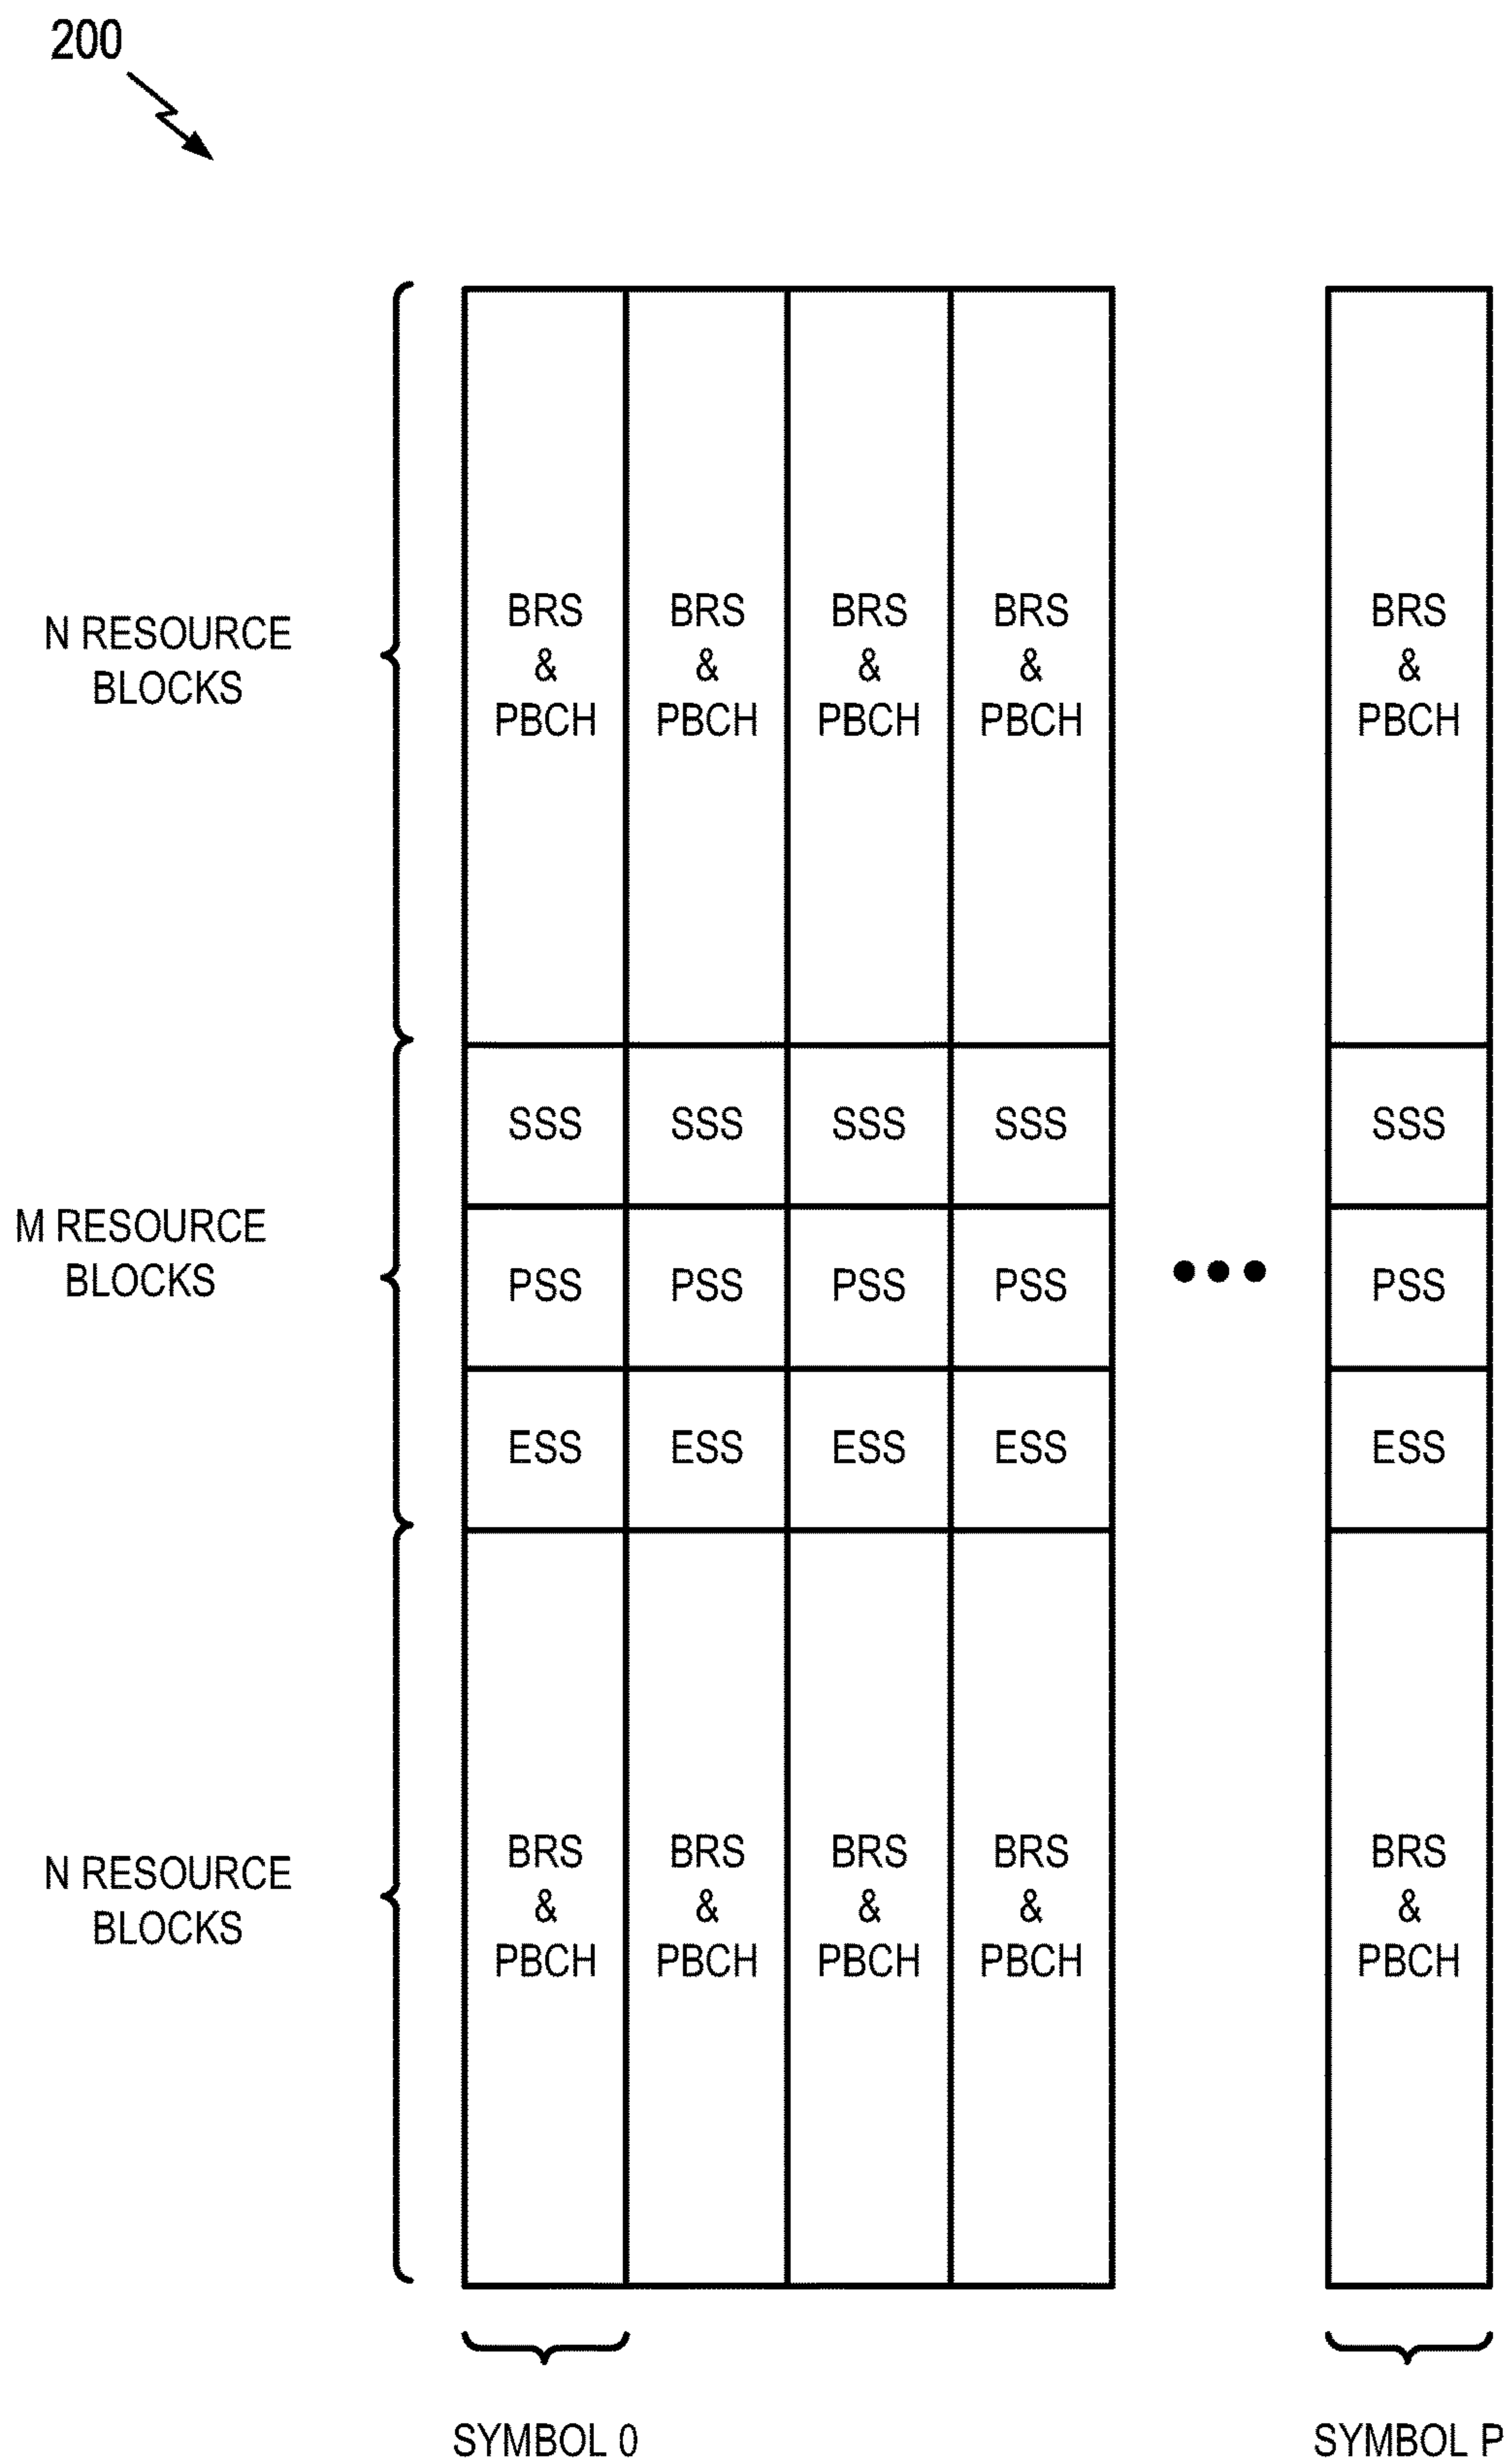 200
N RESOURCE
BLOCKS
BRS
&
PBCH
BRS
&
PBCH
BRS
&
PBCH
BRS
&
PBCH
BRS
&
PBCH
M RESOURCE
BLOCKS
SSS SSS SSS SSS SSS
PSS PSS PSS PSS PSS
ESS ESS ESS ESS ESS
N RESOURCE
BLOCKS
BRS
&
PBCH
BRS
&
PBCH
BRS
&
PBCH
BRS
&
PBCH
BRS
&
PBCH
SYMBOL 0
SYMBOL P